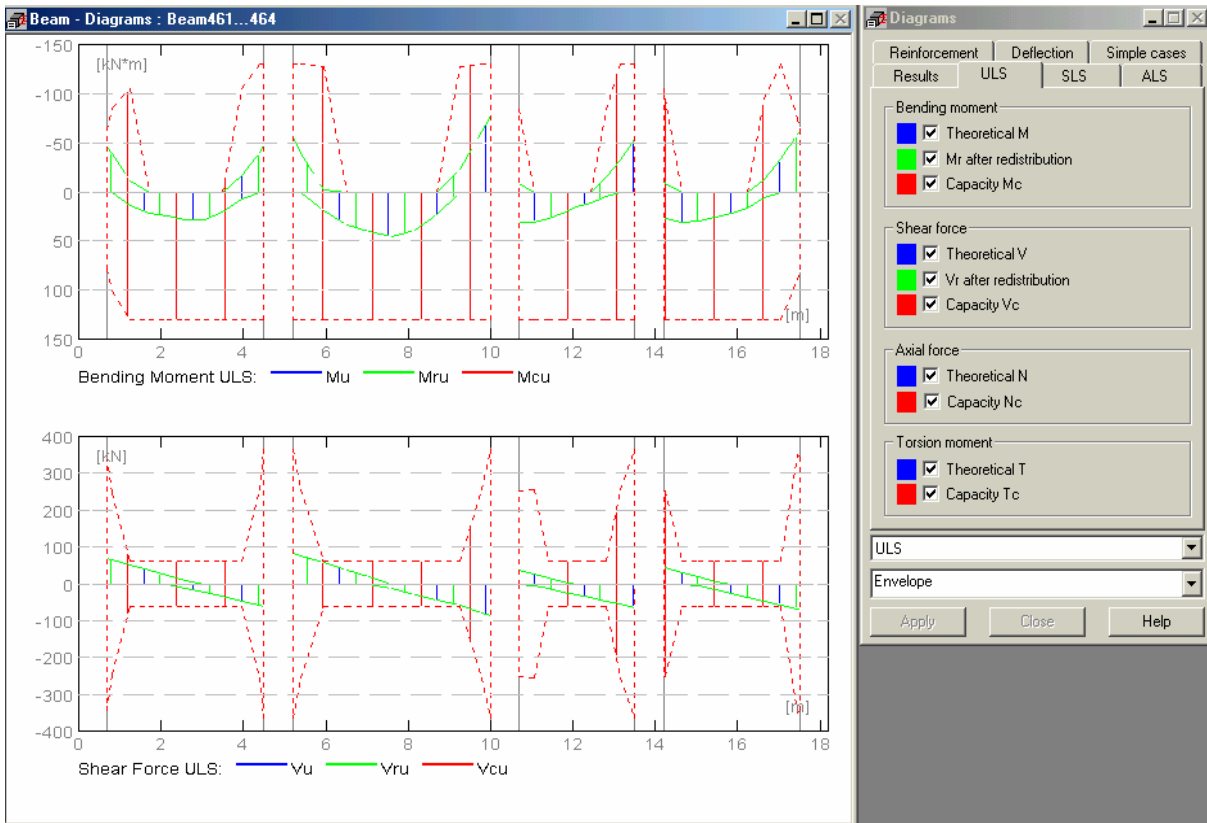 Beam - Diagrams : Beam461...464
-150
[kN*m]
-100
-50
0
50
100
[m]
150
0 2 4 6 8 10 12 14 16 18
Bending Moment ULS: Mu Mru Mcu
400
[kN]
300
200
100
0
-100
-200
-300
[m]
-400
0 2 4 6 8 10 12 14 16 18
Shear Force ULS: Vu Vru Vcu
Diagrams
Reinforcement Deflection Simple cases
Results ULS SLS ALS
Bending moment
Theoretical M
Mr after redistribution
Capacity Mc
Shear force
Theoretical V
Vr after redistribution
Capacity Vc
Axial force
Theoretical N
Capacity Nc
Torsion moment
Theoretical T
Capacity Tc
ULS
Envelope
Apply Close Help